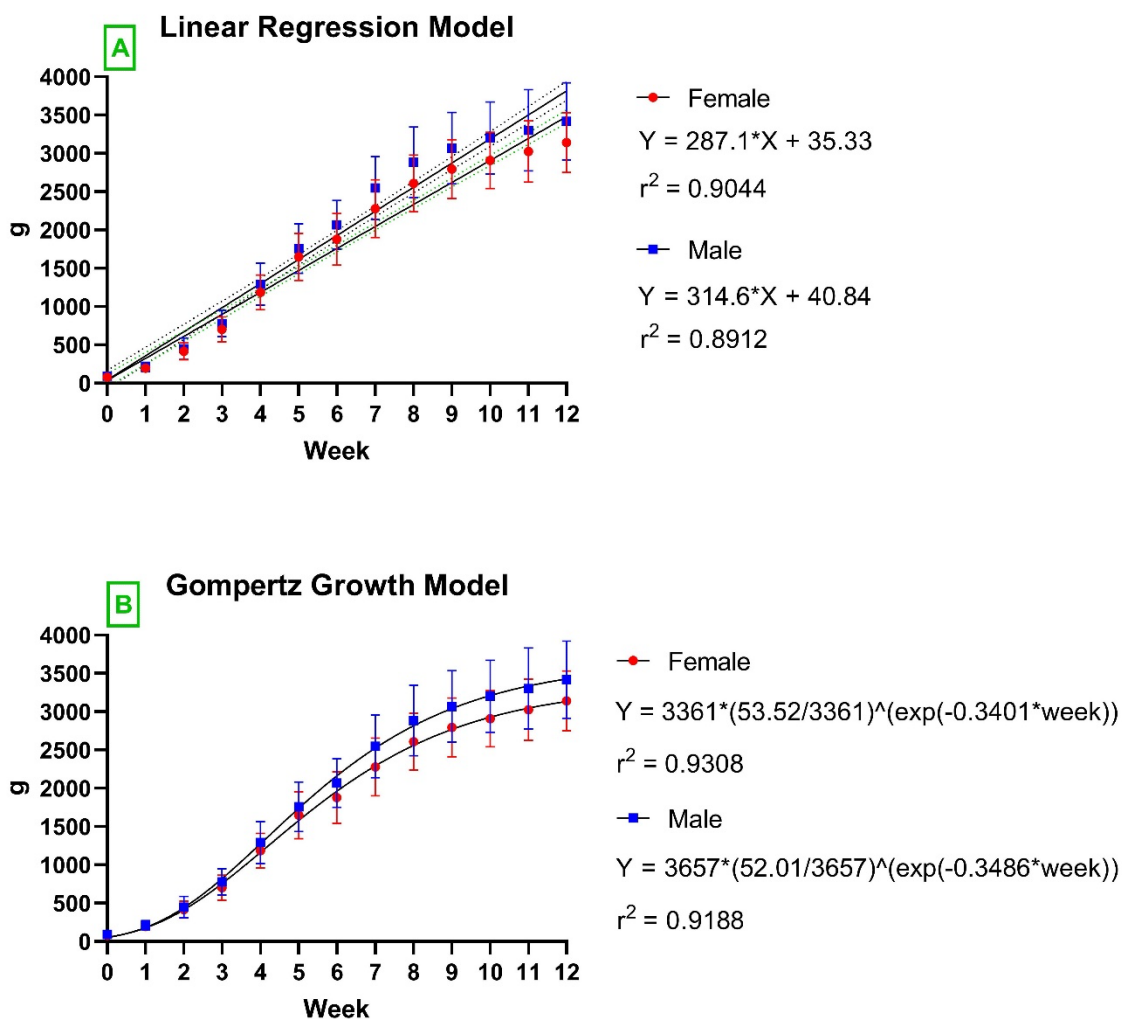 Linear Regression Model
A
4000
3500
3000
2500
2000
1500
1000
500
0
g
0 1 2 3 4 5 6 7 8 9 10 11 12
Week
Female
Y = 287.1*X + 35.33
r² = 0.9044
Male
Y = 314.6*X + 40.84
r² = 0.8912
Gompertz Growth Model
B
4000
3500
3000
2500
2000
1500
1000
500
0
g
0 1 2 3 4 5 6 7 8 9 10 11 12
Week
Female
Y = 3361*(53.52/3361)^(exp(-0.3401*week))
r² = 0.9308
Male
Y = 3657*(52.01/3657)^(exp(-0.3486*week))
r² = 0.9188